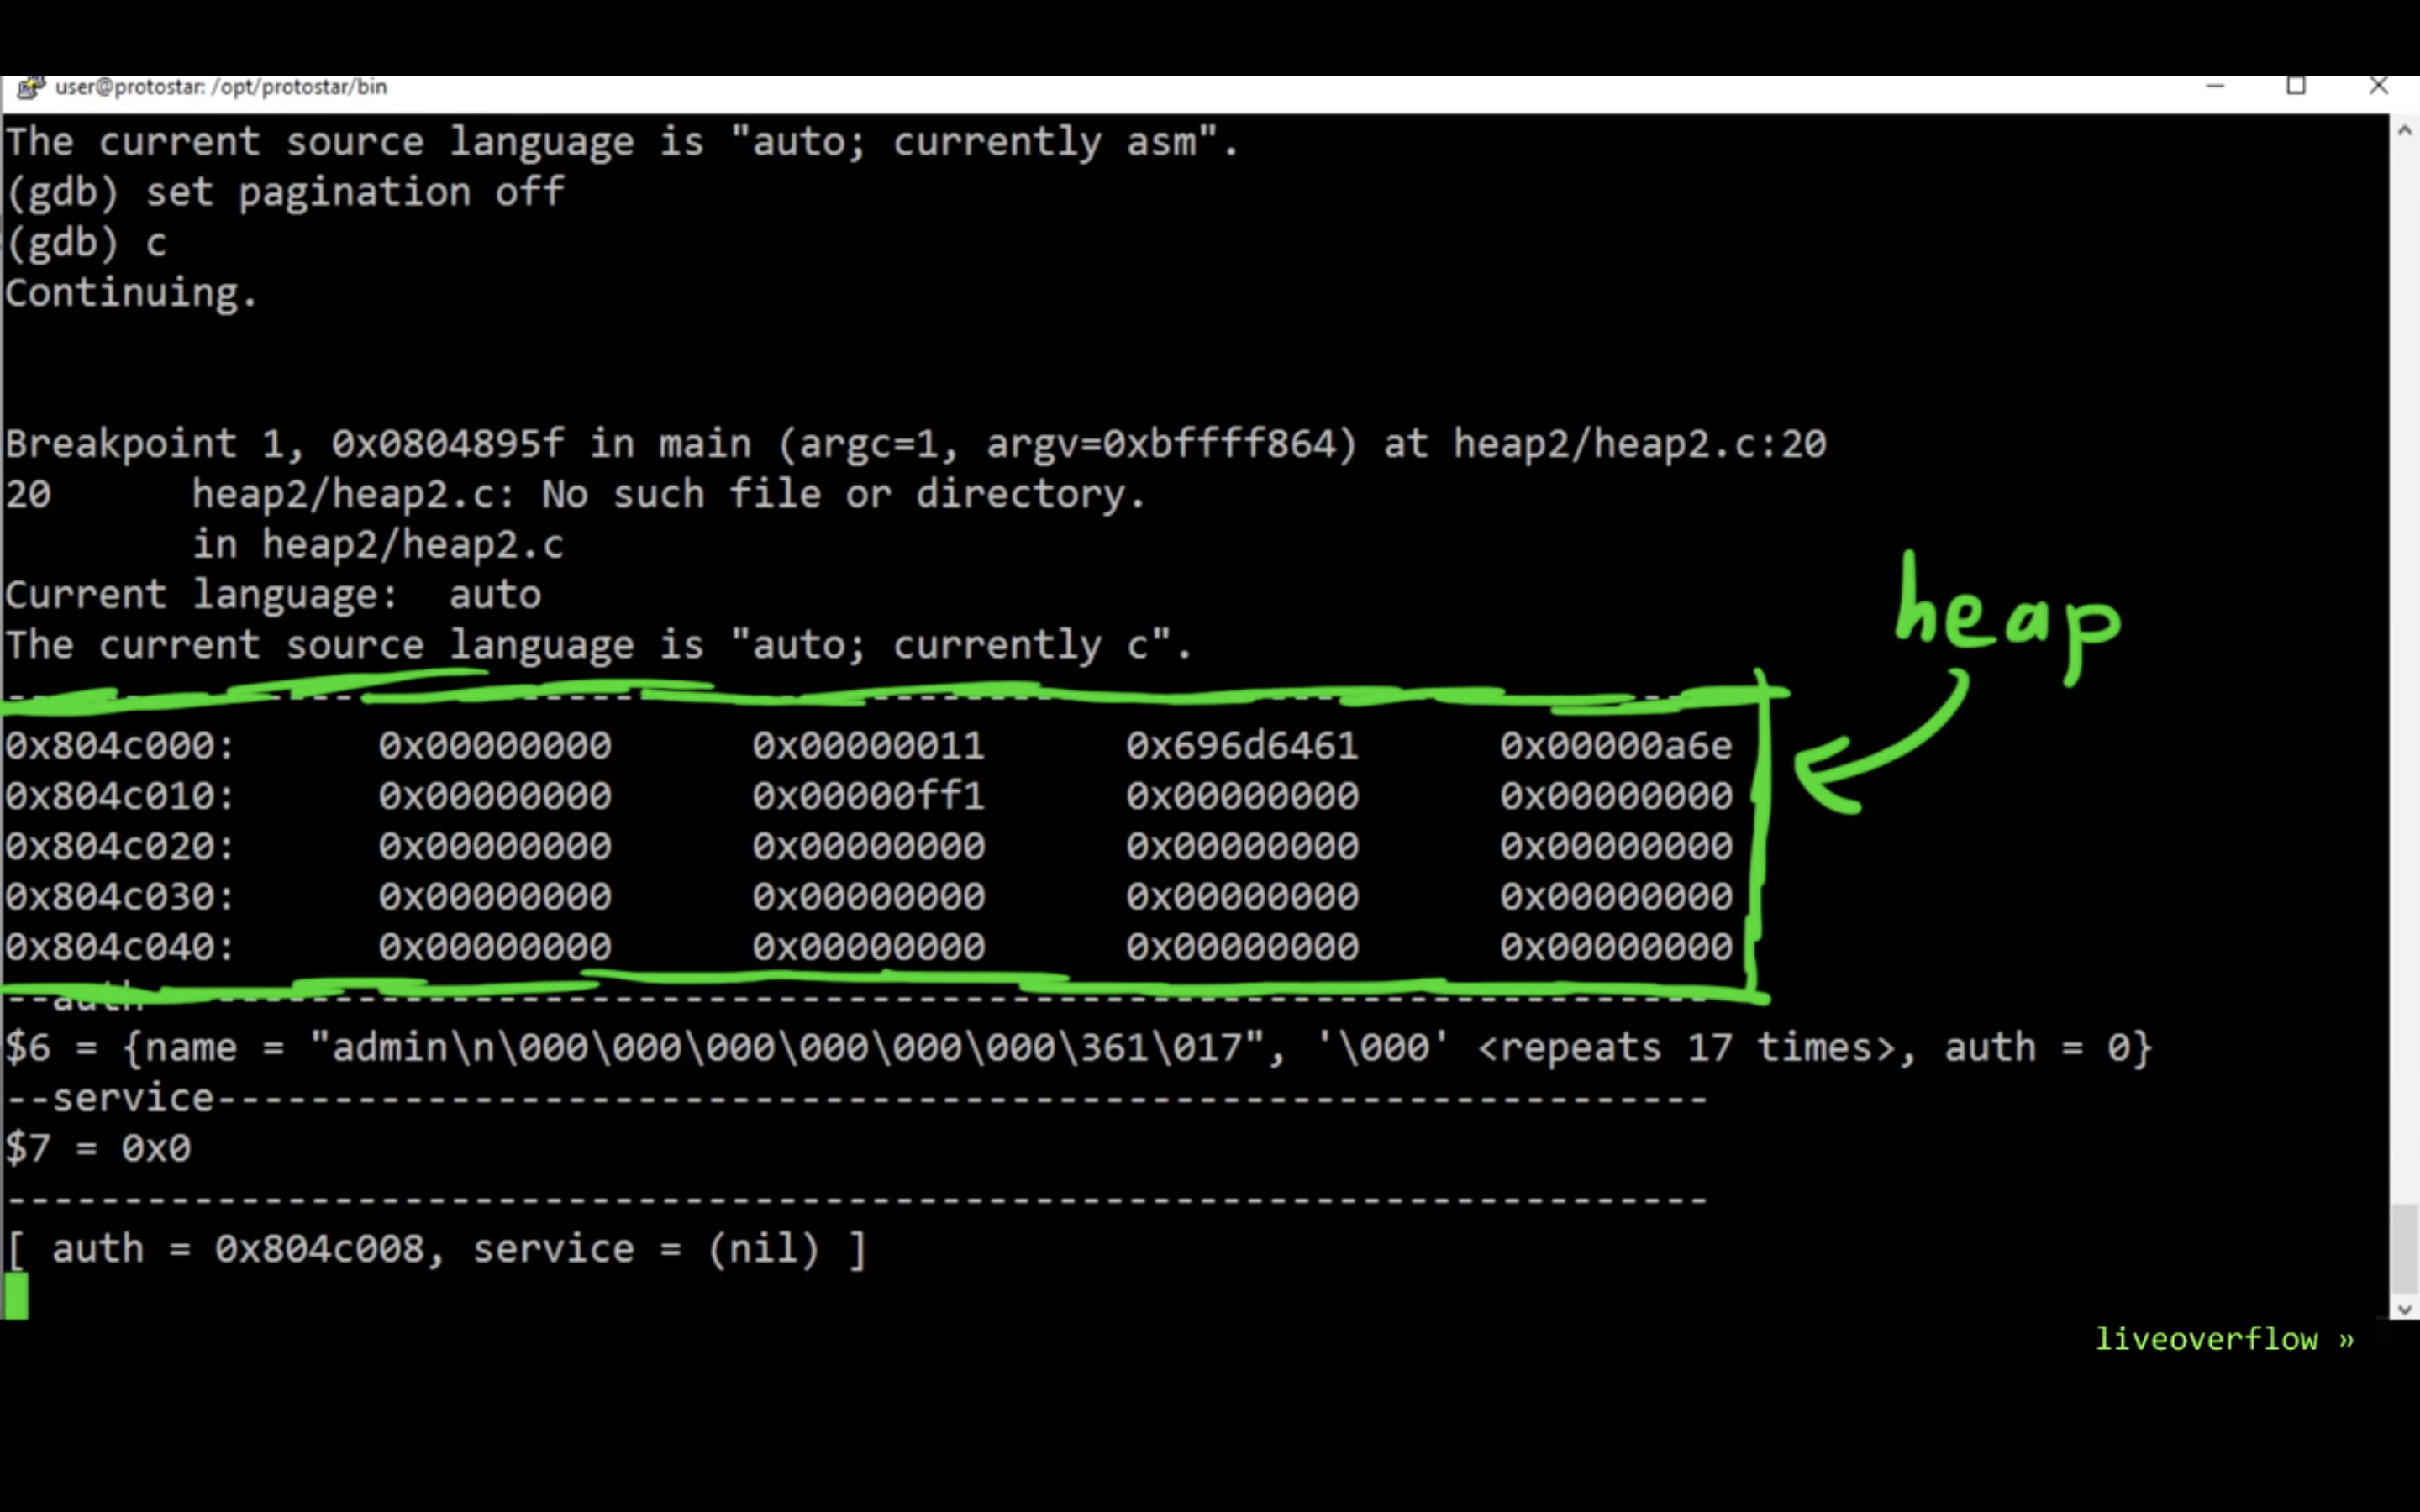 user@protostar: /opt/protostar/bin
The current source language is "auto; currently asm".
(gdb) set pagination off
(gdb) c
Continuing.
Breakpoint 1, 0x0804895f in main (argc=1, argv=0xbffff864) at heap2/heap2.c:20
20      heap2/heap2.c: No such file or directory.
        in heap2/heap2.c
Current language:  auto
The current source language is "auto; currently c".
heap
--------------------------------------------------------------------------
0x804c000:      0x00000000      0x00000011      0x696d6461      0x00000a6e
0x804c010:      0x00000000      0x00000ff1      0x00000000      0x00000000
0x804c020:      0x00000000      0x00000000      0x00000000      0x00000000
0x804c030:      0x00000000      0x00000000      0x00000000      0x00000000
0x804c040:      0x00000000      0x00000000      0x00000000      0x00000000
--auth-------------------------------------------------------------------
$6 = {name = "admin\n\000\000\000\000\000\000\361\017", '\000' <repeats 17 times>, auth = 0}
--service----------------------------------------------------------------
$7 = 0x0
-------------------------------------------------------------------------
[ auth = 0x804c008, service = (nil) ]
liveoverflow »